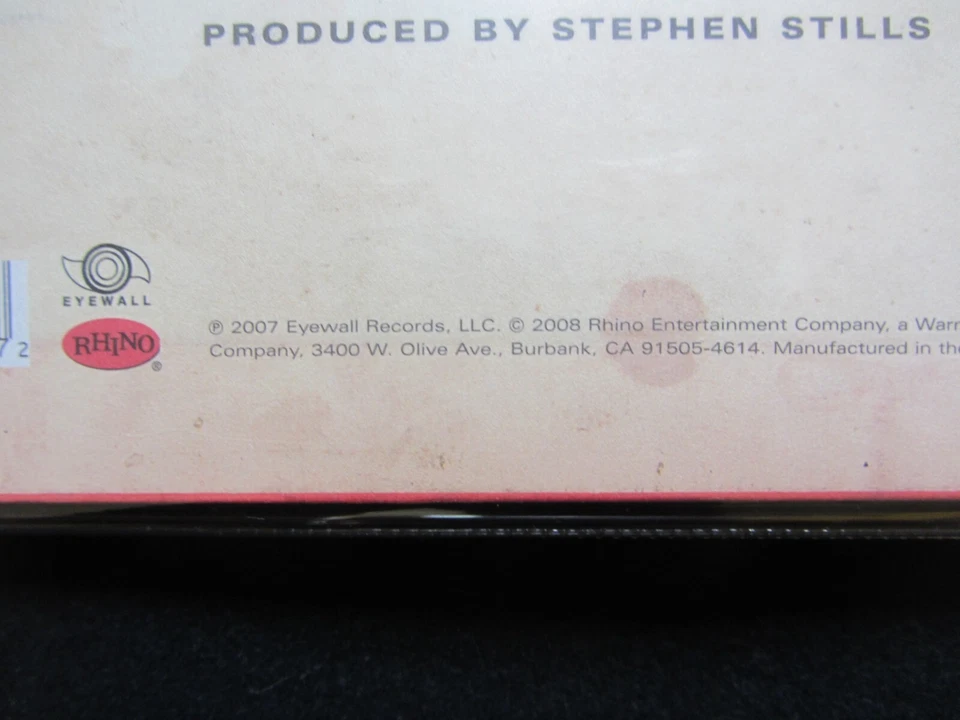 PRODUCED BY STEPHEN STILLS
EYEWALL
RHINO®
72
℗ 2007 Eyewall Records, LLC. © 2008 Rhino Entertainment Company, a Warn
Company, 3400 W. Olive Ave., Burbank, CA 91505-4614. Manufactured in the